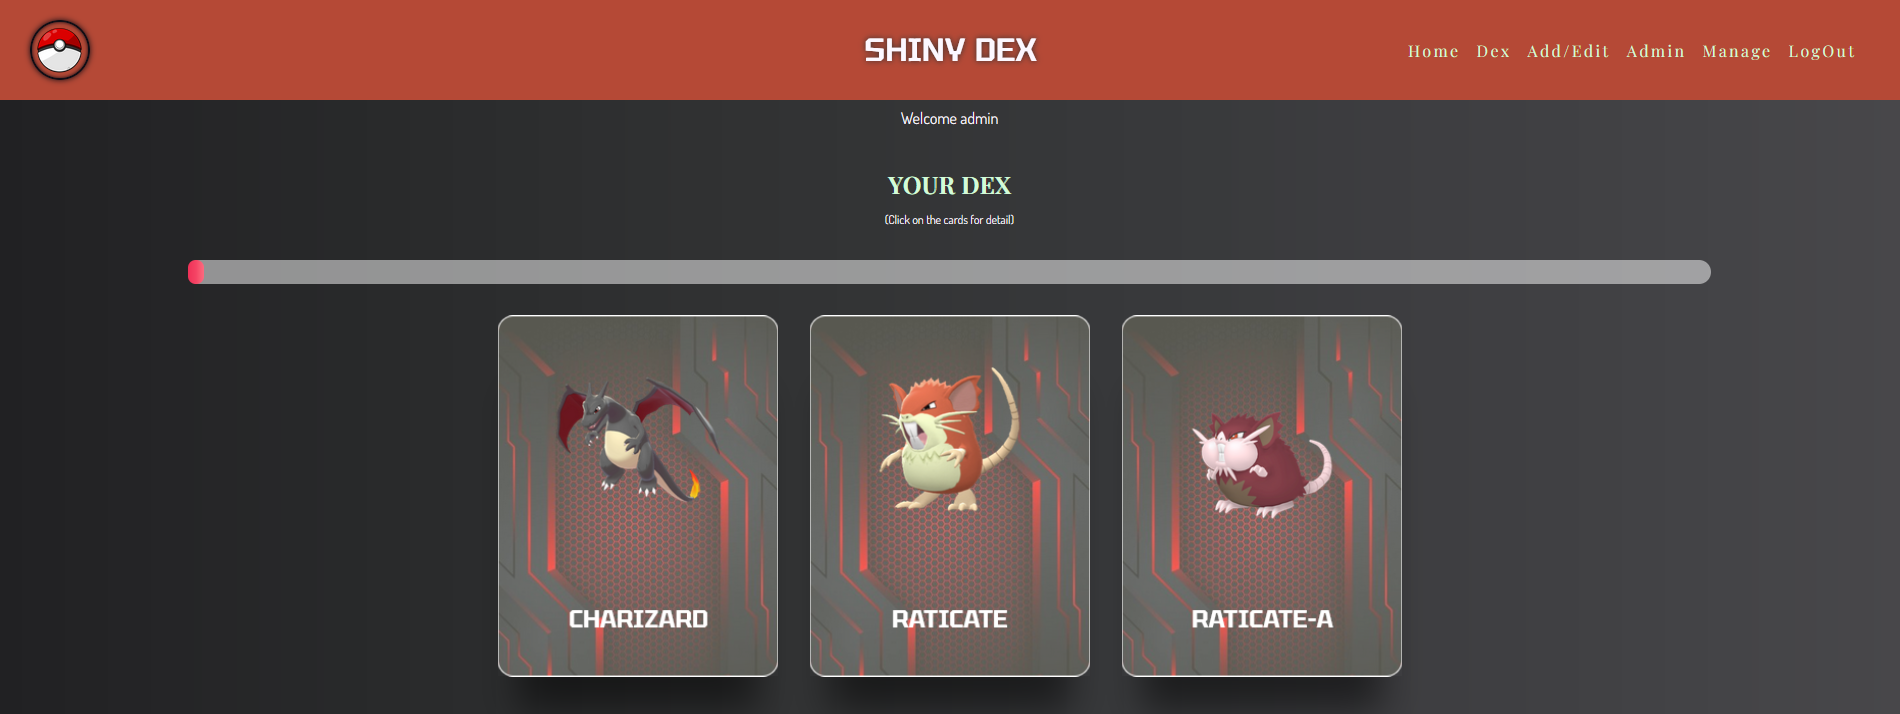 SHINY DEX
Home Dex Add/Edit Admin Manage LogOut
Welcome admin
YOUR DEX
(Click on the cards for detail)
CHARIZARD
RATICATE
RATICATE-A